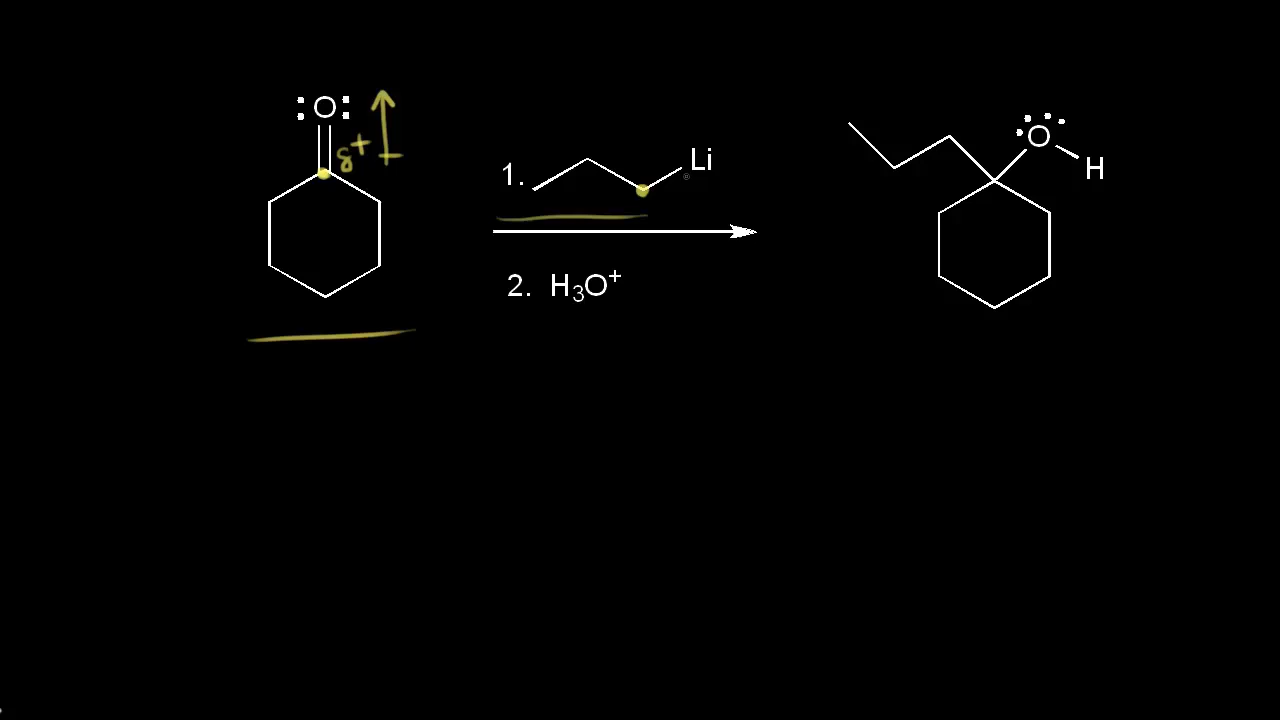 :O:
δ+
1. Li
2. H₃O⁺
O
H